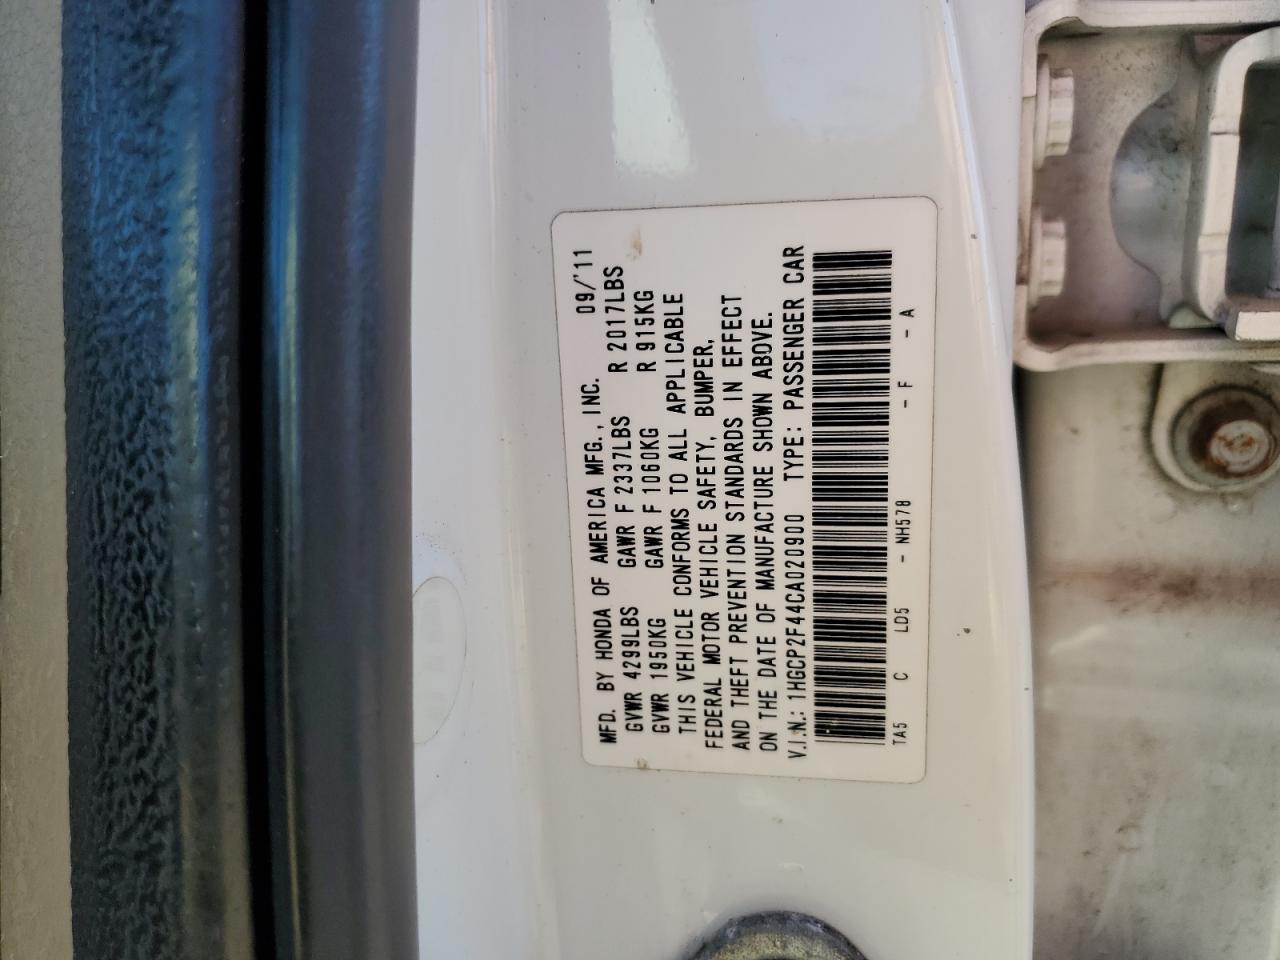 MFD. BY HONDA OF AMERICA MFG., INC. 09/'11
GVWR 4299LBS GAWR F 2337LBS R 2017LBS
GVWR 1950KG GAWR F 1060KG R 915KG
THIS VEHICLE CONFORMS TO ALL APPLICABLE
FEDERAL MOTOR VEHICLE SAFETY, BUMPER,
AND THEFT PREVENTION STANDARDS IN EFFECT
ON THE DATE OF MANUFACTURE SHOWN ABOVE.
V.I.N.: 1HGCP2F44CA020900 TYPE: PASSENGER CAR
TA5 C LD5 - NH578 - F - A